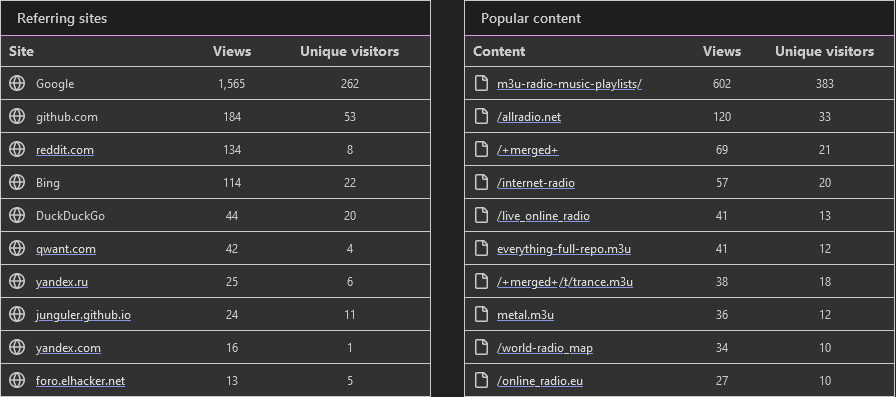 Referring sites
Site Views Unique visitors
Google 1,565 262
github.com 184 53
reddit.com 134 8
Bing 114 22
DuckDuckGo 44 20
qwant.com 42 4
yandex.ru 25 6
junguler.github.io 24 11
yandex.com 16 1
foro.elhacker.net 13 5
Popular content
Content Views Unique visitors
m3u-radio-music-playlists/ 602 383
/allradio.net 120 33
/+merged+ 69 21
/internet-radio 57 20
/live_online_radio 41 13
everything-full-repo.m3u 41 12
/+merged+/t/trance.m3u 38 18
metal.m3u 36 12
/world-radio_map 34 10
/online_radio.eu 27 10